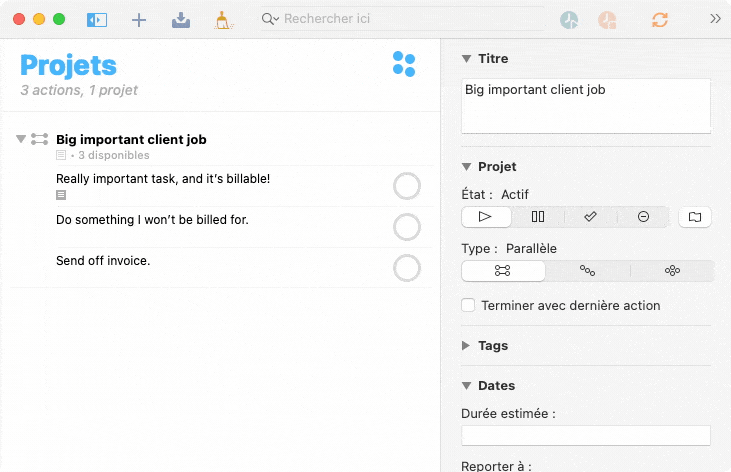 Rechercher ici
Projets
3 actions, 1 projet
Big important client job
• 3 disponibles
Really important task, and it's billable!
Do something I won't be billed for.
Send off invoice.
Titre
Big important client job
Projet
État : Actif
Type : Parallèle
Terminer avec dernière action
Tags
Dates
Durée estimée :
Reporter à :